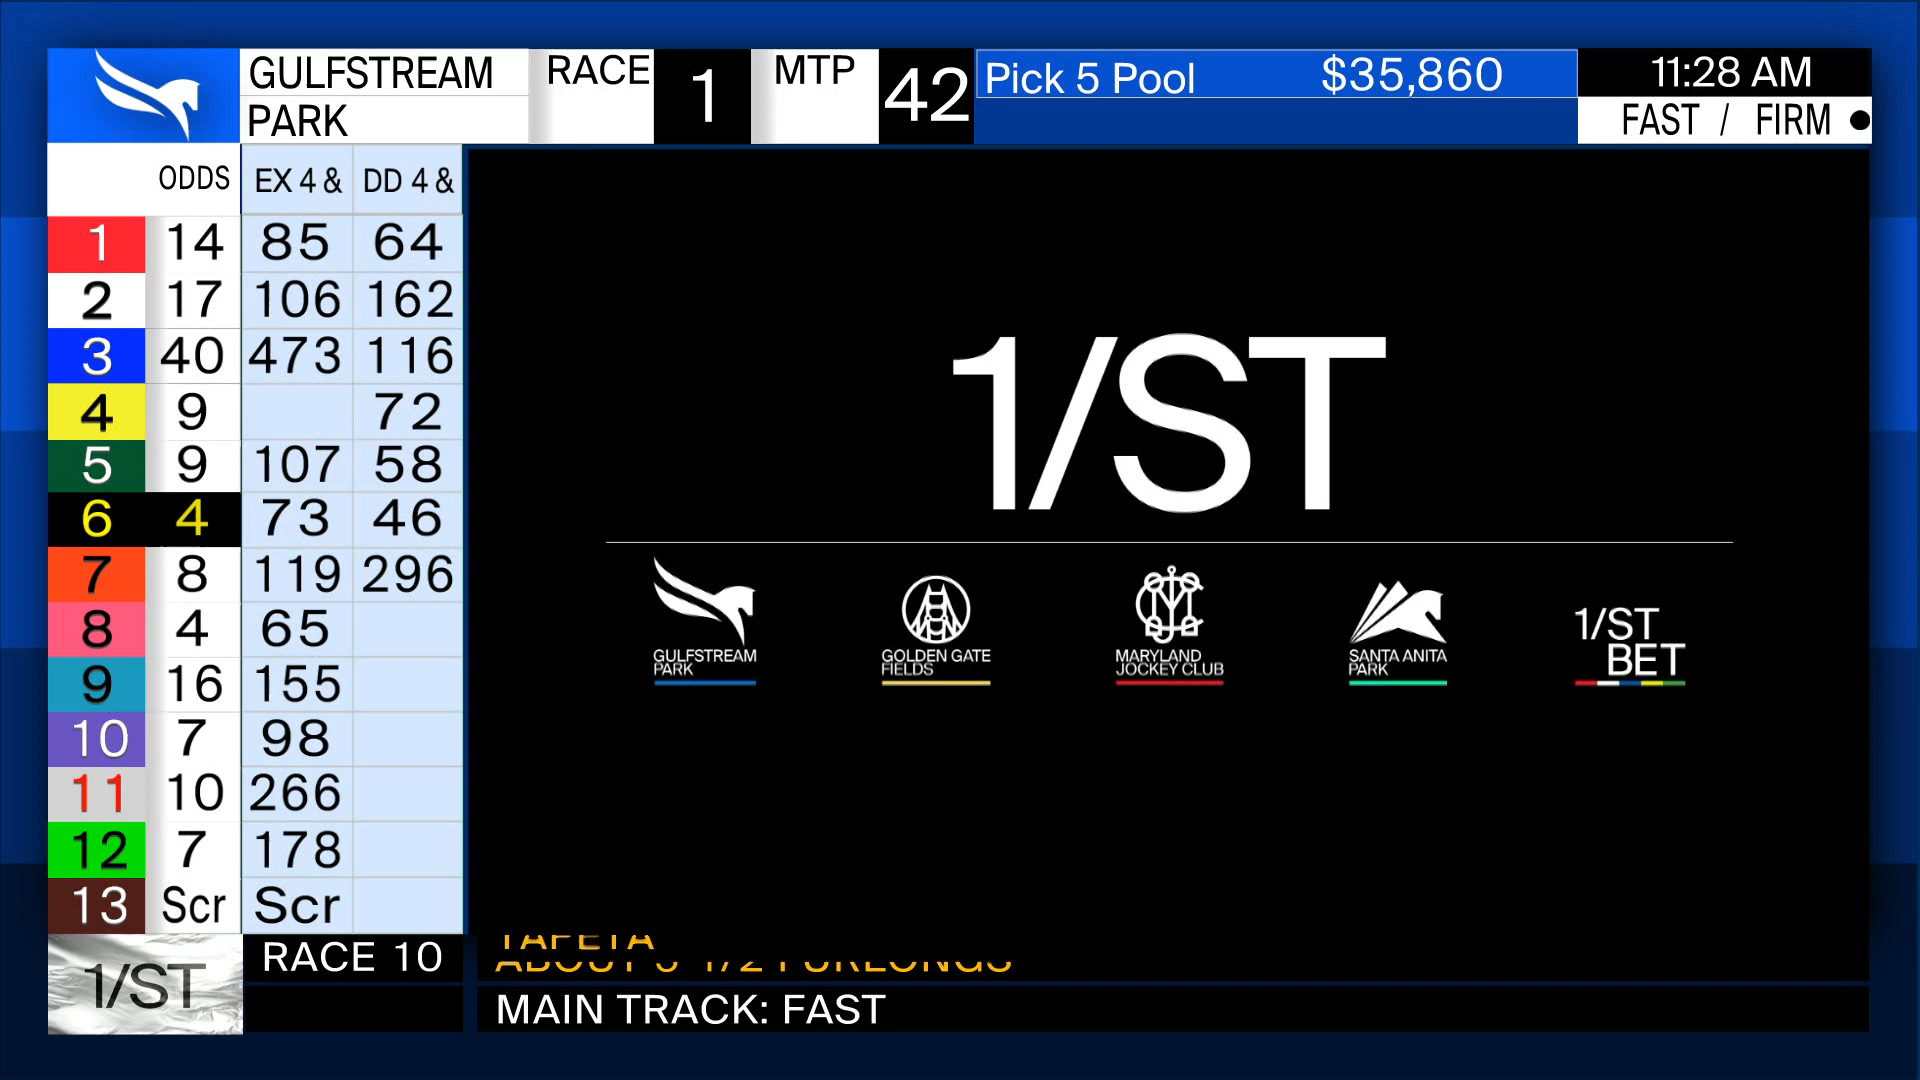 GULFSTREAM
PARK
RACE
1
MTP
42
Pick 5 Pool $35,860
11:28 AM
FAST / FIRM
ODDS EX 4 & DD 4 &
1 14 85 64
2 17 106 162
3 40 473 116
4 9 72
5 9 107 58
6 4 73 46
7 8 119 296
8 4 65
9 16 155
10 7 98
11 10 266
12 7 178
13 Scr Scr
1/ST
GULFSTREAM
PARK
GOLDEN GATE
FIELDS
MARYLAND
JOCKEY CLUB
SANTA ANITA
PARK
1/ST
BET
1/ST
RACE 10
TAPETA
MAIN TRACK: FAST